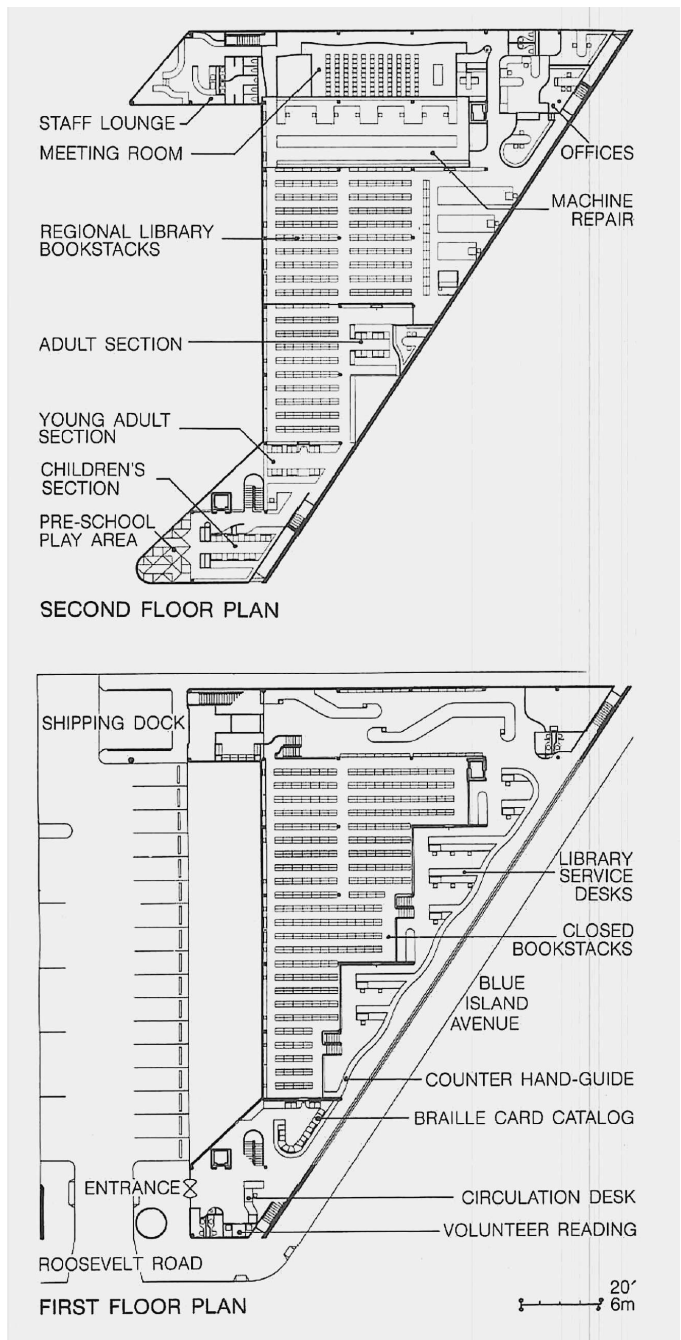 STAFF LOUNGE
MEETING ROOM
OFFICES
MACHINE
REPAIR
REGIONAL LIBRARY
BOOKSTACKS
ADULT SECTION
YOUNG ADULT
SECTION
CHILDREN'S
SECTION
PRE-SCHOOL
PLAY AREA
SECOND FLOOR PLAN
SHIPPING DOCK
LIBRARY
SERVICE
DESKS
CLOSED
BOOKSTACKS
BLUE
ISLAND
AVENUE
COUNTER HAND-GUIDE
BRAILLE CARD CATALOG
ENTRANCE
CIRCULATION DESK
VOLUNTEER READING
ROOSEVELT ROAD
FIRST FLOOR PLAN
20′
6m